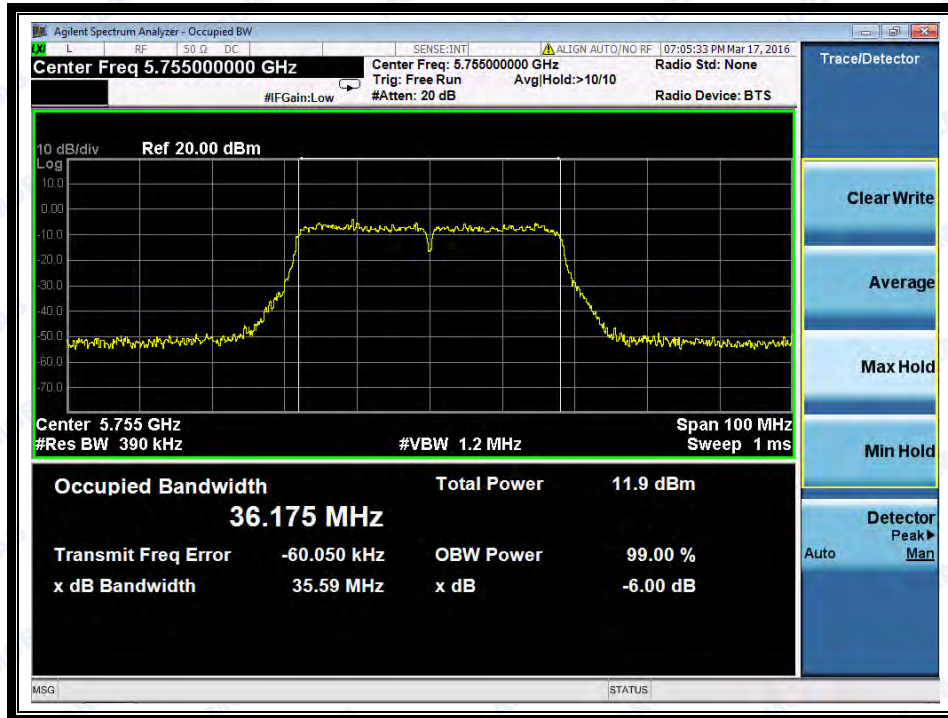 Agilent Spectrum Analyzer - Occupied BW
LXI L RF 50 Ω DC SENSE:INT ALIGN AUTO/NO RF 07:05:33 PM Mar 17, 2016
Center Freq 5.755000000 GHz
Center Freq: 5.755000000 GHz Radio Std: None
Trig: Free Run Avg|Hold:>10/10
#IFGain:Low #Atten: 20 dB Radio Device: BTS
10 dB/div Ref 20.00 dBm
Log
10.0
0.00
-10.0
-20.0
-30.0
-40.0
-50.0
-60.0
-70.0
Center 5.755 GHz Span 100 MHz
#Res BW 390 kHz #VBW 1.2 MHz Sweep 1 ms
Occupied Bandwidth Total Power 11.9 dBm
36.175 MHz
Transmit Freq Error -60.050 kHz OBW Power 99.00 %
x dB Bandwidth 35.59 MHz x dB -6.00 dB
Trace/Detector
Clear Write
Average
Max Hold
Min Hold
Detector
Peak▶
Auto Man
MSG STATUS